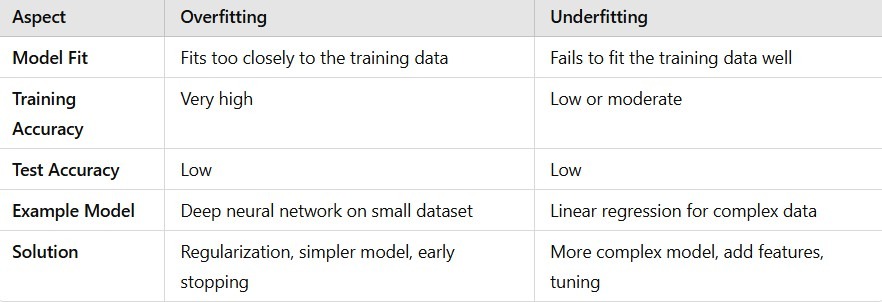 Aspect Overfitting Underfitting
Model Fit Fits too closely to the training data Fails to fit the training data well
Training Very high Low or moderate
Accuracy
Test Accuracy Low Low
Example Model Deep neural network on small dataset Linear regression for complex data
Solution Regularization, simpler model, early More complex model, add features,
stopping tuning